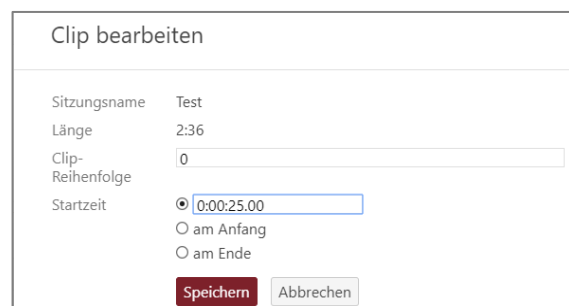 Clip bearbeiten
Sitzungsname Test
Länge 2:36
Clip-
Reihenfolge 0
Startzeit 0:00:25.00
am Anfang
am Ende
Speichern Abbrechen